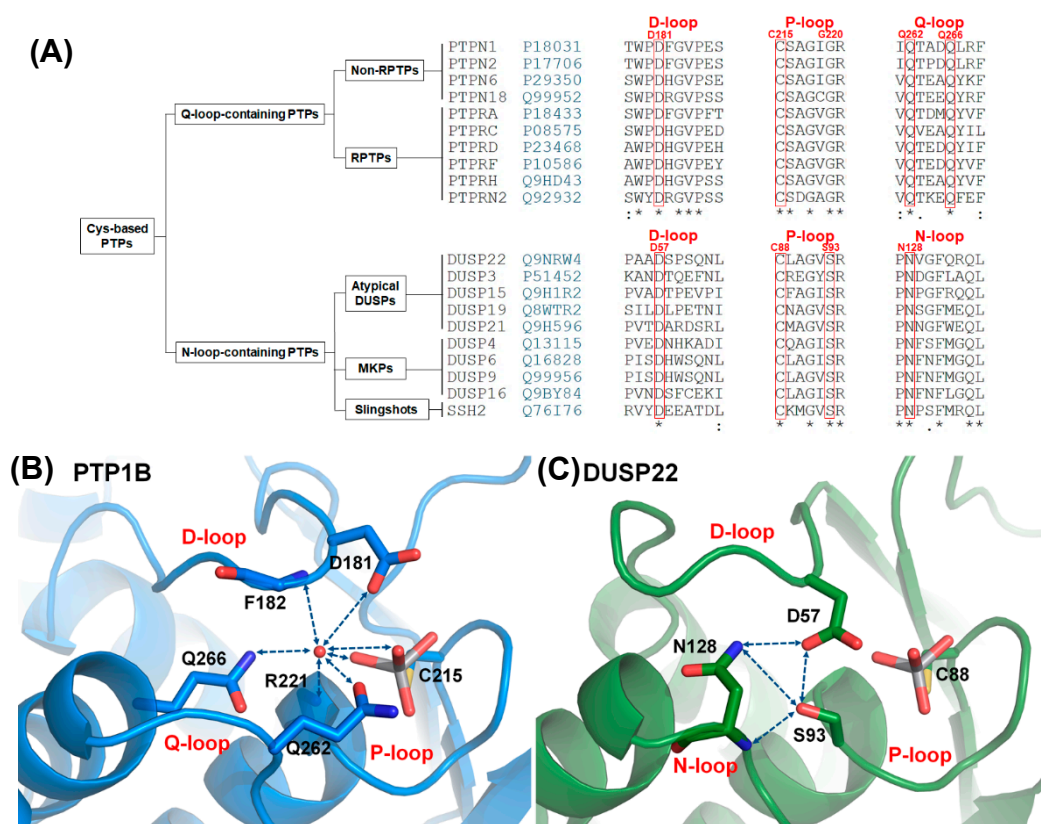 (A)
D-loop P-loop Q-loop
D181 C215 G220 Q262 Q266
PTPN1 P18031 TWPDFGVPES CSAGIGR IQTADQLRF
PTPN2 P17706 TWPDFGVPES CSAGIGR IQTPDQLRF
PTPN6 P29350 SWPDHGVPSE CSAGIGR VQTEAQYKF
PTPN18 Q99952 SWPDRGVPSS CSAGCGR VQTEEQYRF
PTPRA P18433 SWPDFGVPFT CSAGVGR VQTDMQYVF
PTPRC P08575 SWPDHGVPED CSAGVGR VQVEAQYIL
PTPRD P23468 AWPDHGVPEH CSAGVGR VQTEDQYIF
PTPRF P10586 AWPDHGVPEY CSAGVGR VQTEDQYVF
PTPRH Q9HD43 AWPDHGVPSS CSAGVGR VQTEAQYVF
PTPRN2 Q92932 SWYDRGVPSS CSDGAGR VQTKEQFEF
:* * *** ** * ** :*. * :
Non-RPTPs
Q-loop-containing PTPs
RPTPs
Cys-based
PTPs
D-loop P-loop N-loop
D57 C88 S93 N128
DUSP22 Q9NRW4 PAADSPSQNL CLAGVSR PNVGFQRQL
DUSP3 P51452 KANDTQEFNL CREGYSR PNDGFLAQL
DUSP15 Q9H1R2 PVADTPEVPI CFAGISR PNPGFRQQL
DUSP19 Q8WTR2 SILDLPETNI CNAGVSR PNSGFMEQL
DUSP21 Q9H596 PVTDARDSRL CMAGVSR PNNGFWEQL
DUSP4 Q13115 PVEDNHKADI CQAGISR PNFSFMGQL
DUSP6 Q16828 PISDHWSQNL CLAGISR PNFNFMGQL
DUSP9 Q99956 PISDHWSQNL CLAGVSR PNFNFMGQL
DUSP16 Q9BY84 PVNDSFCEKI CLAGISR PNFNFLGQL
SSH2 Q76I76 RVYDEEATDL CKMGVSR PNPSFMRQL
* : * * ** ** . * **
Atypical
DUSPs
N-loop-containing PTPs
MKPs
Slingshots
(B) PTP1B
D-loop
D181
F182
Q266
R221
C215
Q-loop
Q262
P-loop
(C) DUSP22
D-loop
D57
N128
C88
S93
N-loop
P-loop